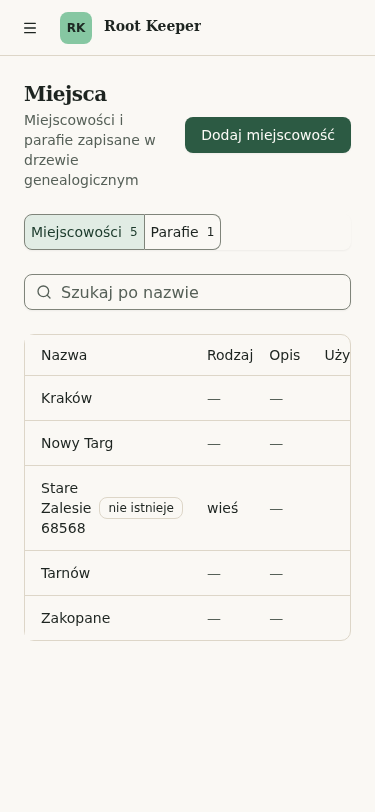 ☰ RK Root Keeper
Miejsca
Miejscowości i
parafie zapisane w
drzewie
genealogicznym
Dodaj miejscowość
Miejscowości 5 Parafie 1
Szukaj po nazwie
Nazwa Rodzaj Opis Uży
Kraków — —
Nowy Targ — —
Stare
Zalesie nie istnieje wieś —
68568
Tarnów — —
Zakopane — —